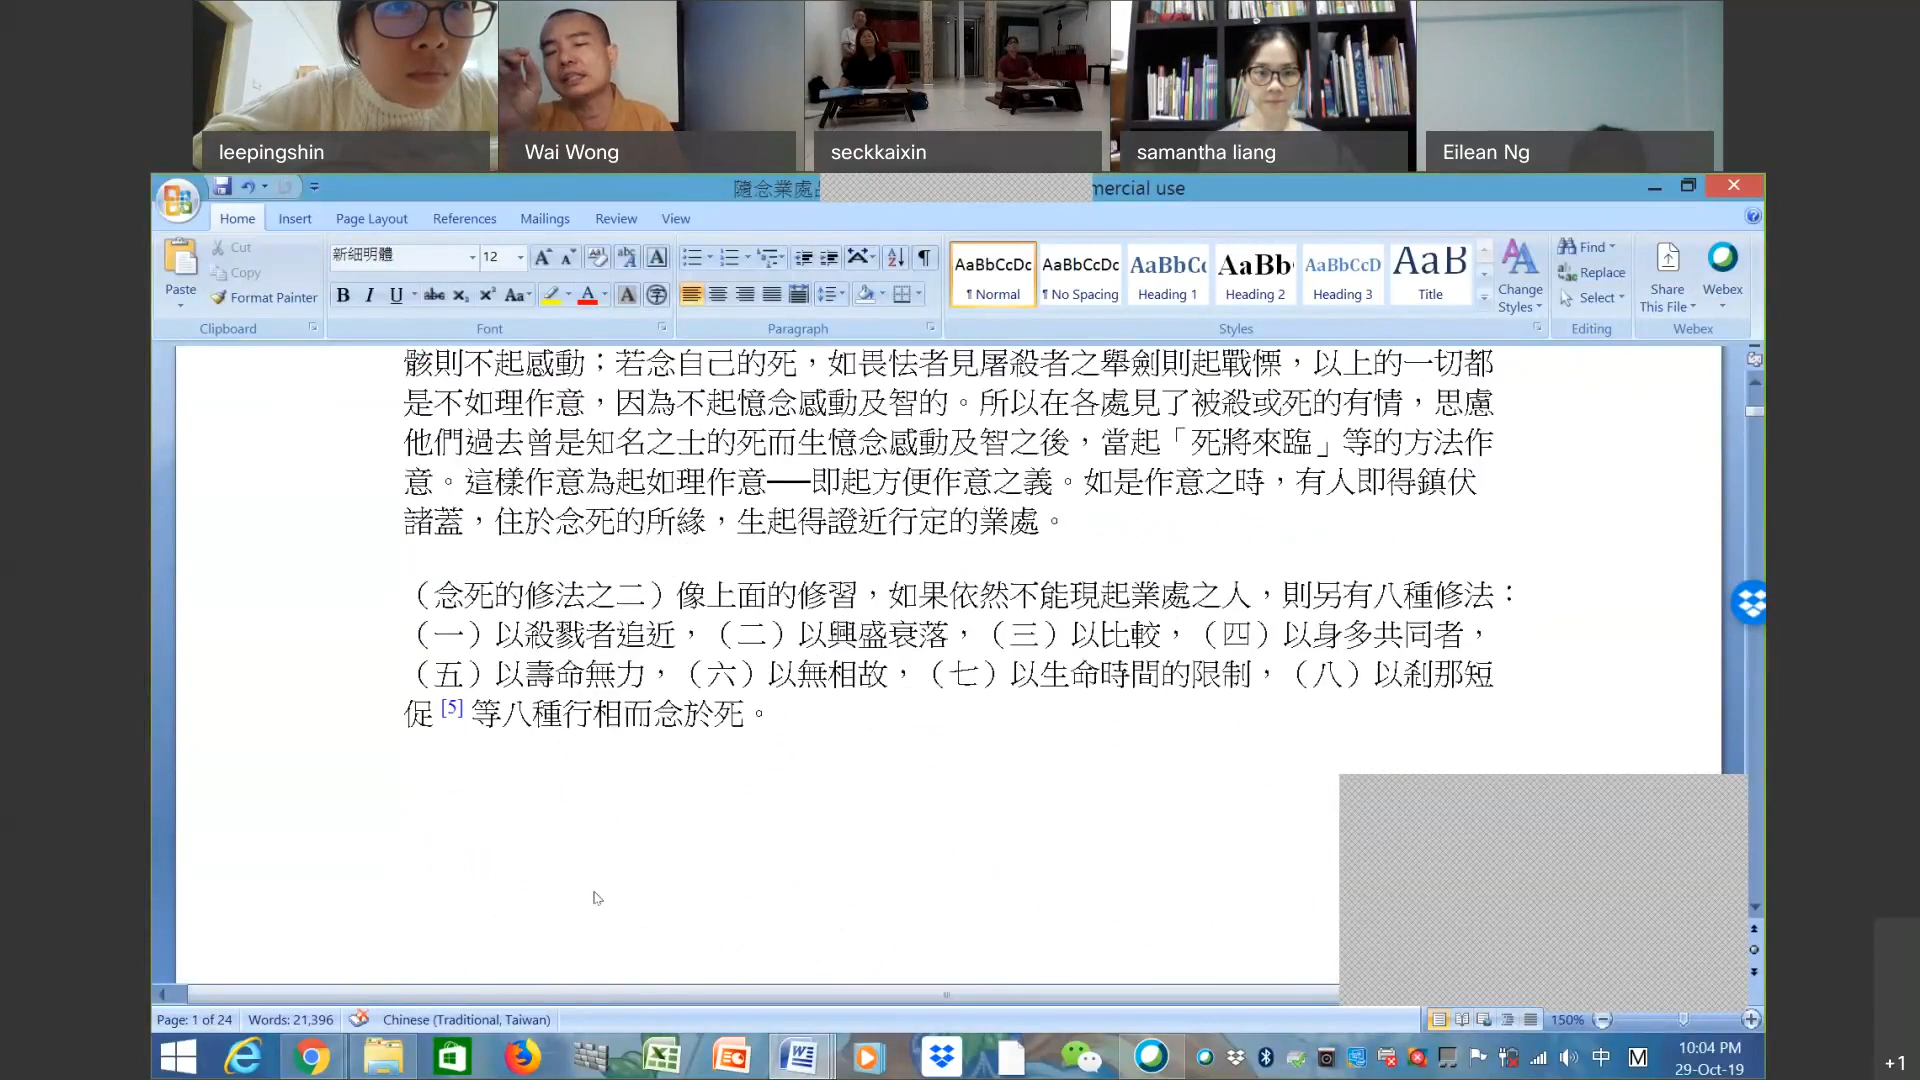 leepingshin
Wai Wong
seckkaixin
samantha liang
Eilean Ng
隨念業處
mercial use
Home Insert Page Layout References Mailings Review View
Cut
Copy
Format Painter
Paste
新細明體 12
AaBbCcDc AaBbCcDc AaBbCc AaBb AaBbCcD AaB
¶ Normal ¶ No Spacing Heading 1 Heading 2 Heading 3 Title
Change Styles
Find
Replace
Select
Share This File
Webex
Clipboard Font Paragraph Styles Editing Webex
骸則不起感動；若念自己的死，如畏怯者見屠殺者之舉劍則起戰慄，以上的一切都
是不如理作意，因為不起憶念感動及智的。所以在各處見了被殺或死的有情，思慮
他們過去曾是知名之士的死而生憶念感動及智之後，當起「死將來臨」等的方法作
意。這樣作意為起如理作意──即起方便作意之義。如是作意之時，有人即得鎮伏
諸蓋，住於念死的所緣，生起得證近行定的業處。
（念死的修法之二）像上面的修習，如果依然不能現起業處之人，則另有八種修法：
（一）以殺戮者追近，（二）以興盛衰落，（三）以比較，（四）以身多共同者，
（五）以壽命無力，（六）以無相故，（七）以生命時間的限制，（八）以剎那短
促 [5] 等八種行相而念於死。
Page: 1 of 24 Words: 21,396 Chinese (Traditional, Taiwan) 150%
中 M 10:04 PM
29-Oct-19
+1